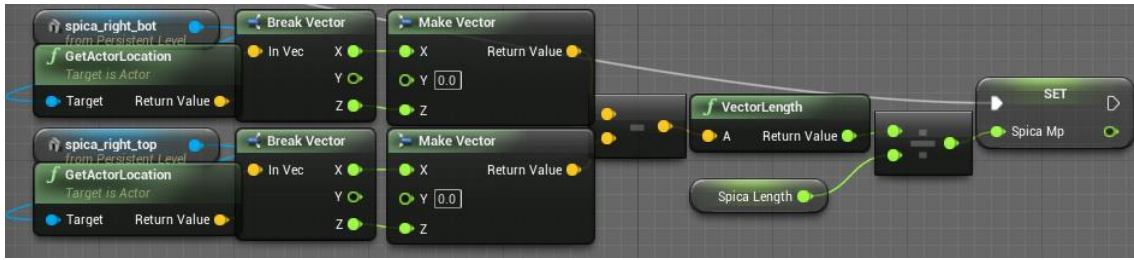 spica_right_bot
from Persistent Level
GetActorLocation
Target is Actor
Target Return Value
Break Vector
In Vec X
Y
Z
Make Vector
X Return Value
Y 0.0
Z
spica_right_top
from Persistent Level
GetActorLocation
Target is Actor
Target Return Value
Break Vector
In Vec X
Y
Z
Make Vector
X Return Value
Y 0.0
Z
VectorLength
A Return Value
Spica Length
SET
Spica Mp